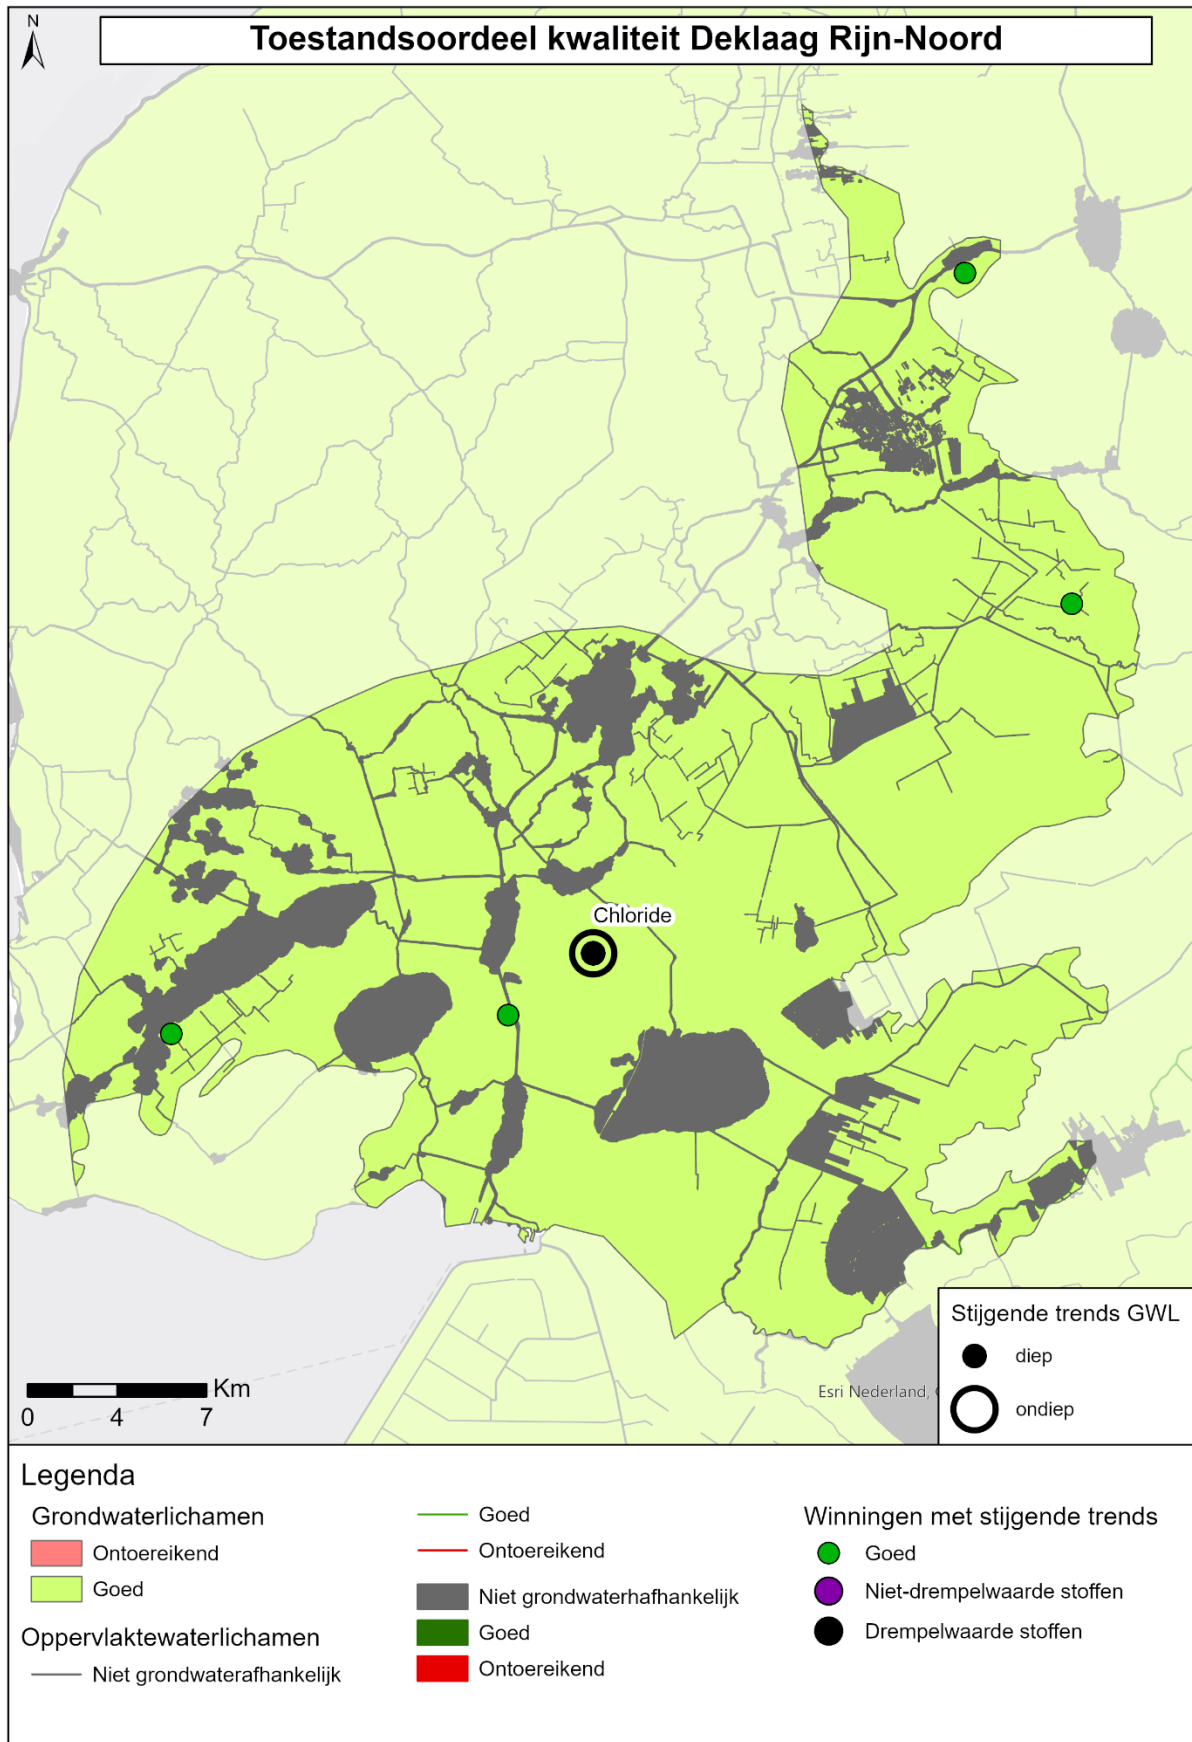 Toestandsoordeel kwaliteit Deklaag Rijn-Noord
N
Chloride
Stijgende trends GWL
diep
ondiep
Esri Nederland,
Km
0 4 7
Legenda
Grondwaterlichamen
Ontoereikend
Goed
Oppervlaktewaterlichamen
Niet grondwaterafhankelijk
Goed
Ontoereikend
Niet grondwaterhafhankelijk
Goed
Ontoereikend
Winningen met stijgende trends
Goed
Niet-drempelwaarde stoffen
Drempelwaarde stoffen